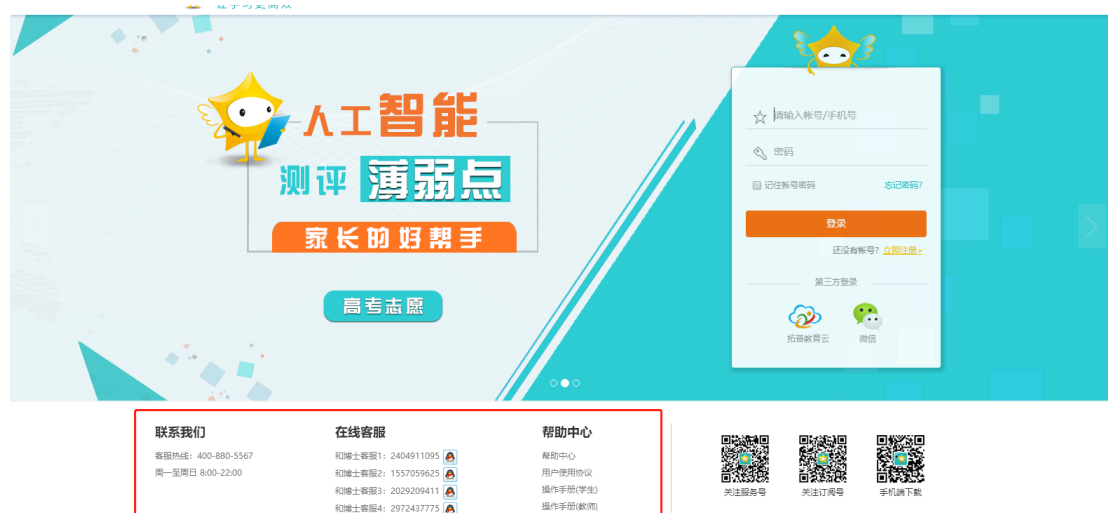 让学习更高效
人工智能
测评 薄弱点
家长的好帮手
高考志愿
请输入帐号/手机号
密码
记住帐号密码 忘记密码?
登录
还没有帐号? 立即注册>
第三方登录
拓普教育云 微信
联系我们
客服热线: 400-880-5567
周一至周日 8:00-22:00
在线客服
和博士客服1: 2404911095
和博士客服2: 1557059625
和博士客服3: 2029209411
和博士客服4: 2972437775
帮助中心
帮助中心
用户使用协议
操作手册(学生)
操作手册(教师)
关注服务号 关注订阅号 手机端下载